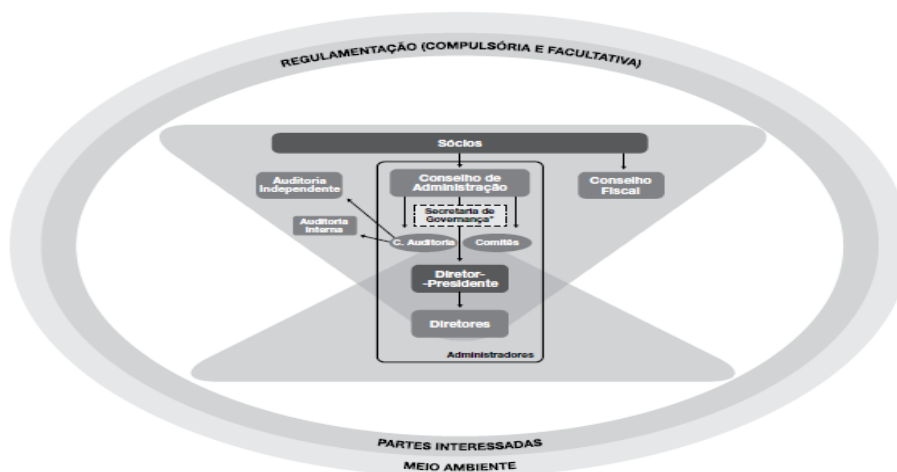 REGULAMENTAÇÃO (COMPULSÓRIA E FACULTATIVA)
Sócios
Auditoria
Independente
Conselho de
Administração
Conselho
Fiscal
Secretaria de
Governança*
Auditoria
Interna
C. Auditoria
Comitês
Diretor-
-Presidente
Diretores
Administradores
PARTES INTERESSADAS
MEIO AMBIENTE